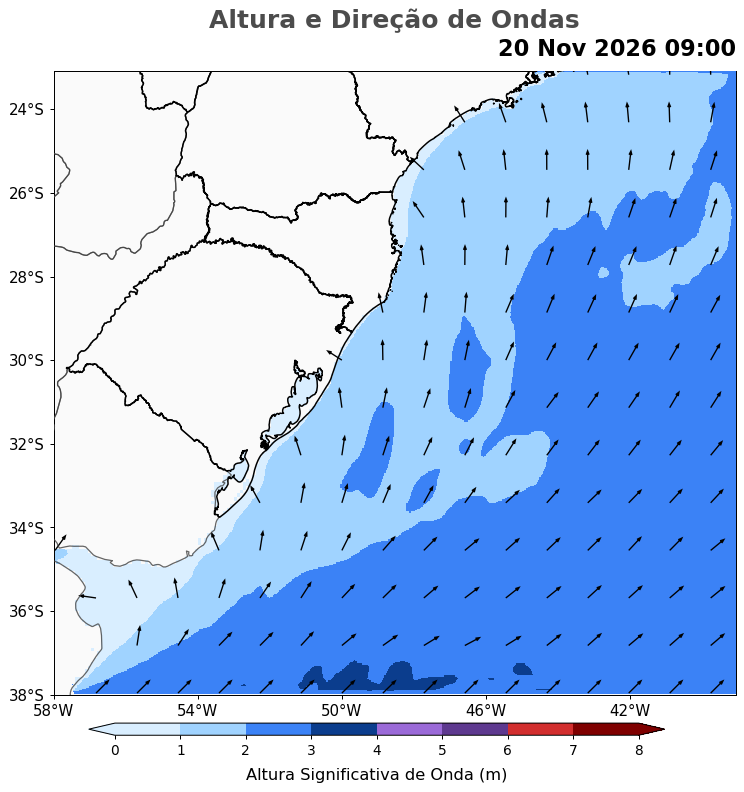 Altura e Direção de Ondas
20 Nov 2026 09:00
24°S
26°S
28°S
30°S
32°S
34°S
36°S
38°S
58°W 54°W 50°W 46°W 42°W
0 1 2 3 4 5 6 7 8
Altura Significativa de Onda (m)